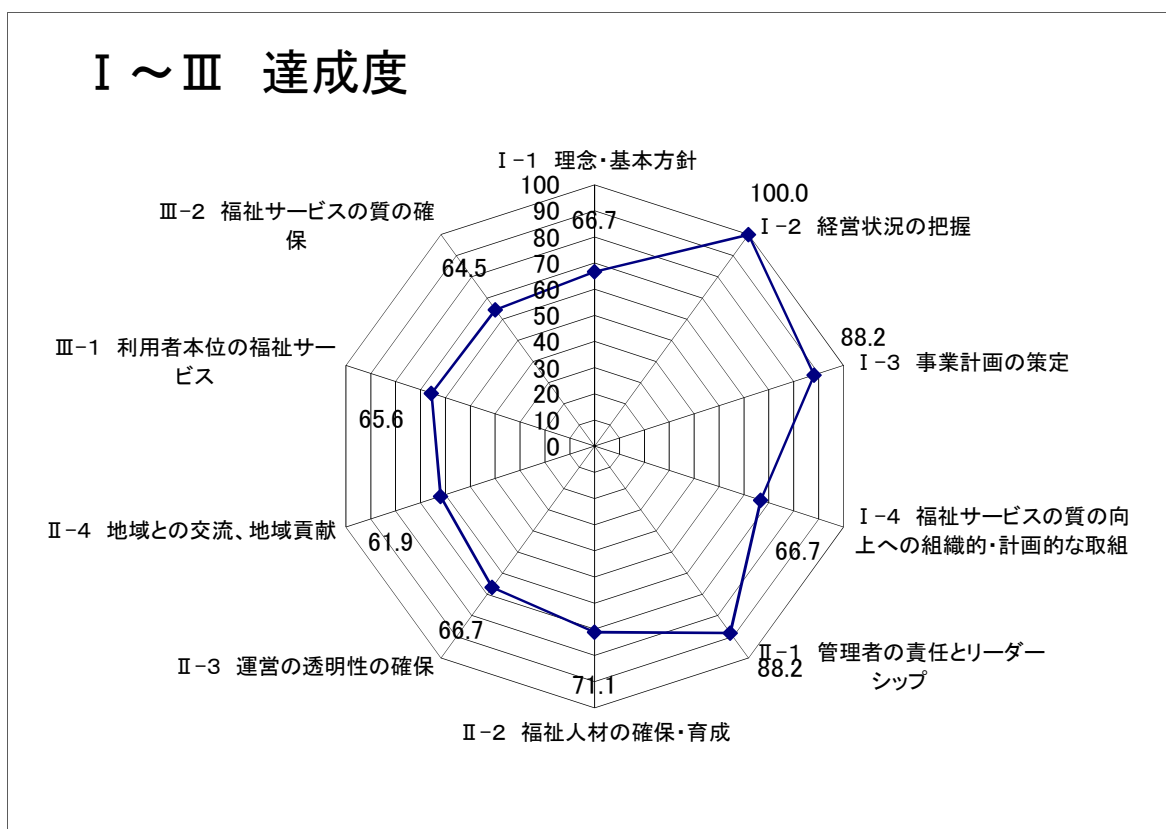 Ⅰ～Ⅲ 達成度
Ⅰ-1 理念・基本方針
100
90
80
70
60
50
40
30
20
10
0
66.7
100.0
Ⅰ-2 経営状況の把握
88.2
Ⅰ-3 事業計画の策定
Ⅰ-4 福祉サービスの質の向
上への組織的・計画的な取組
66.7
Ⅱ-1 管理者の責任とリーダー
シップ
88.2
71.1
Ⅱ-2 福祉人材の確保・育成
66.7
Ⅱ-3 運営の透明性の確保
Ⅱ-4 地域との交流、地域貢献
61.9
Ⅲ-1 利用者本位の福祉サー
ビス
65.6
Ⅲ-2 福祉サービスの質の確
保
64.5